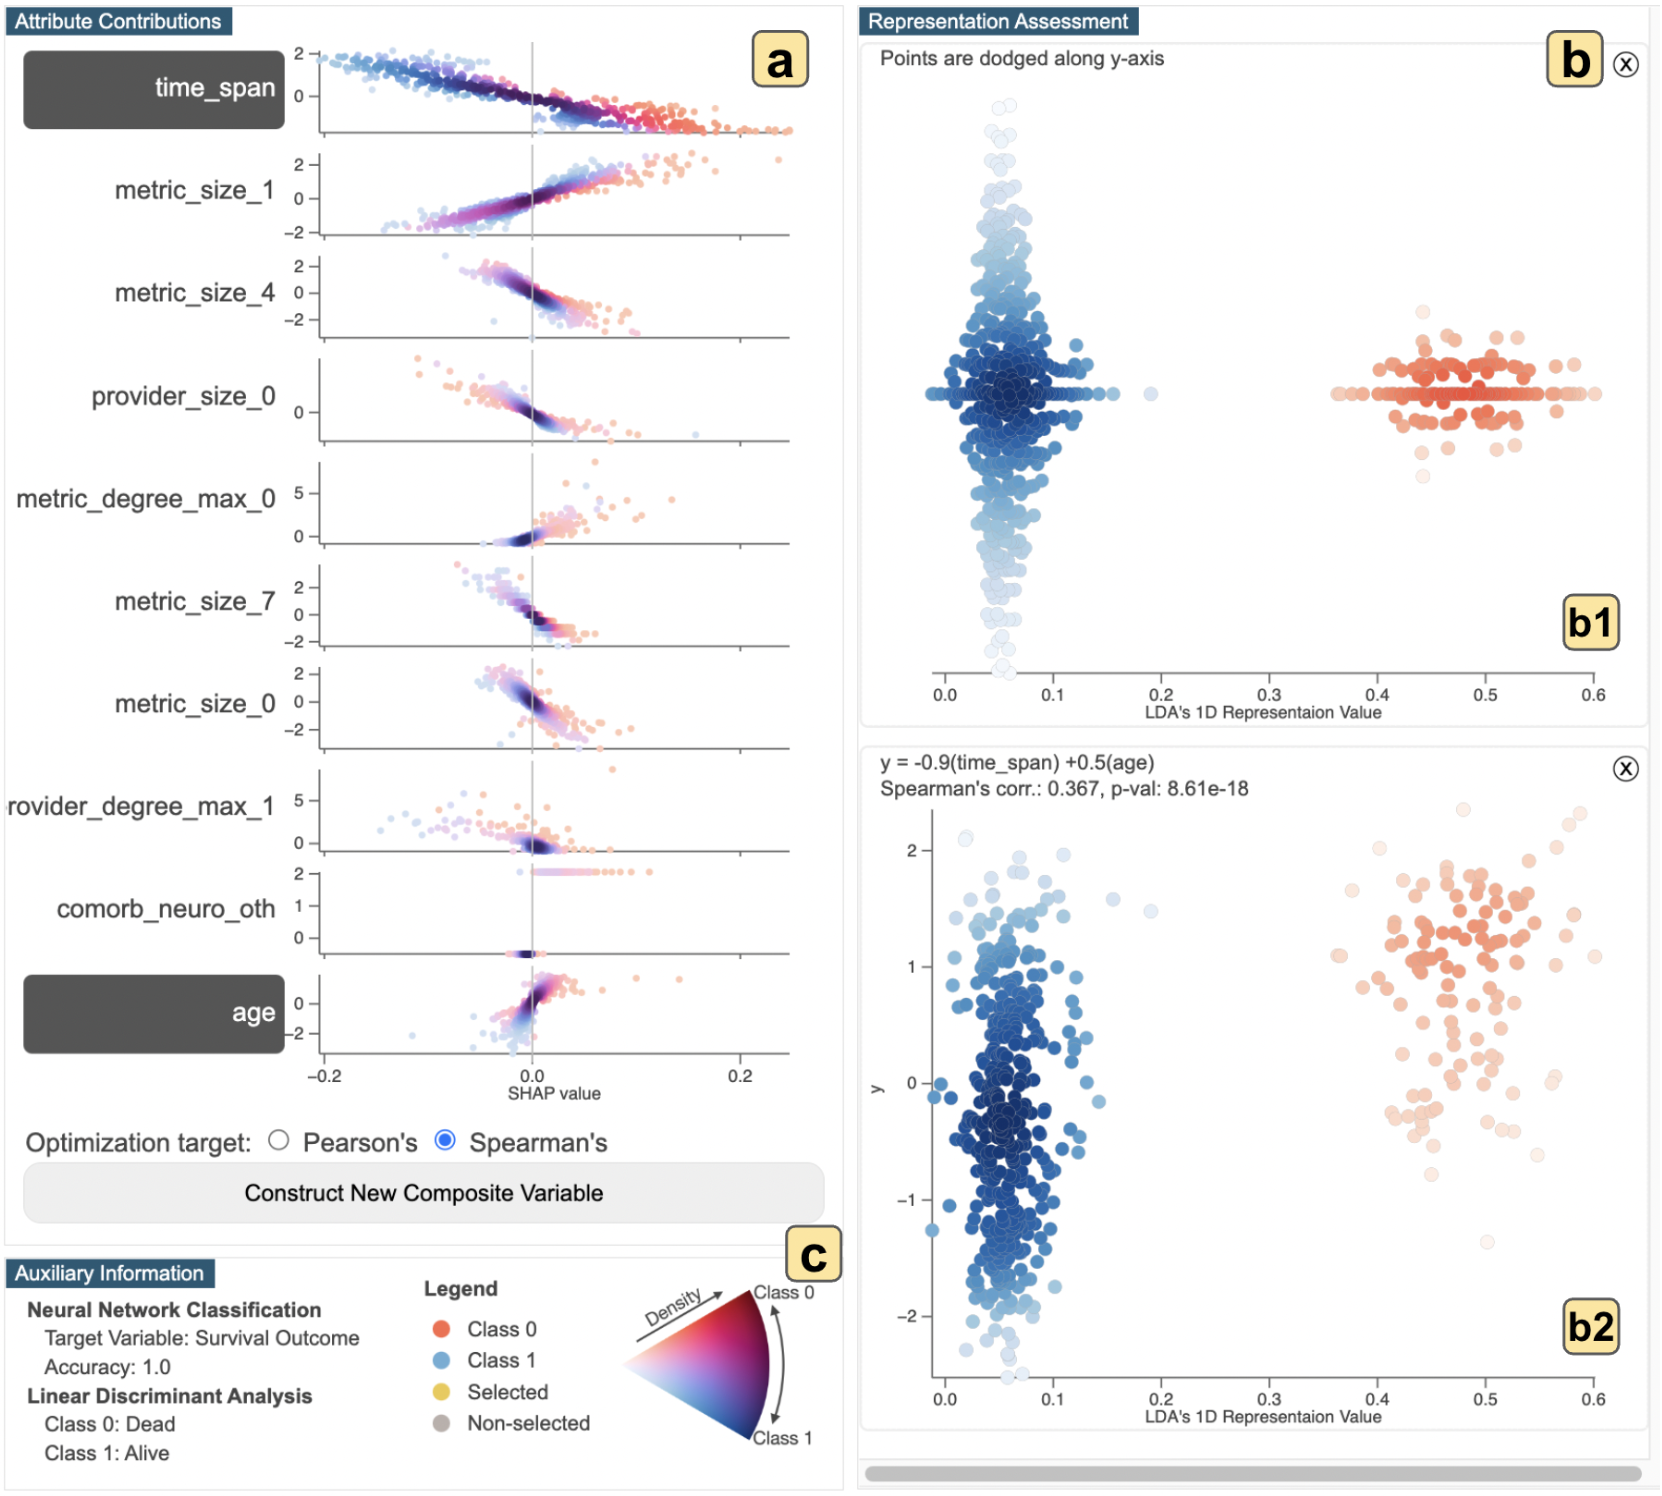 Attribute Contributions
a
time_span
2
0
metric_size_1
2
0
−2
metric_size_4
2
0
−2
provider_size_0
0
metric_degree_max_0
5
0
metric_size_7
2
0
−2
metric_size_0
2
0
−2
rovider_degree_max_1
5
0
comorb_neuro_oth
2
1
0
age
0
−2
−0.2 0.0 0.2
SHAP value
Optimization target: Pearson's Spearman's
Construct New Composite Variable
c
Auxiliary Information
Neural Network Classification
Target Variable: Survival Outcome
Accuracy: 1.0
Linear Discriminant Analysis
Class 0: Dead
Class 1: Alive
Legend
Class 0
Class 1
Selected
Non-selected
Density
Class 0
Class 1
Representation Assessment
Points are dodged along y-axis
b
X
b1
0.0 0.1 0.2 0.3 0.4 0.5 0.6
LDA's 1D Representaion Value
y = -0.9(time_span) +0.5(age)
Spearman's corr.: 0.367, p-val: 8.61e-18
X
2
1
0
−1
−2
y
b2
0.0 0.1 0.2 0.3 0.4 0.5 0.6
LDA's 1D Representaion Value